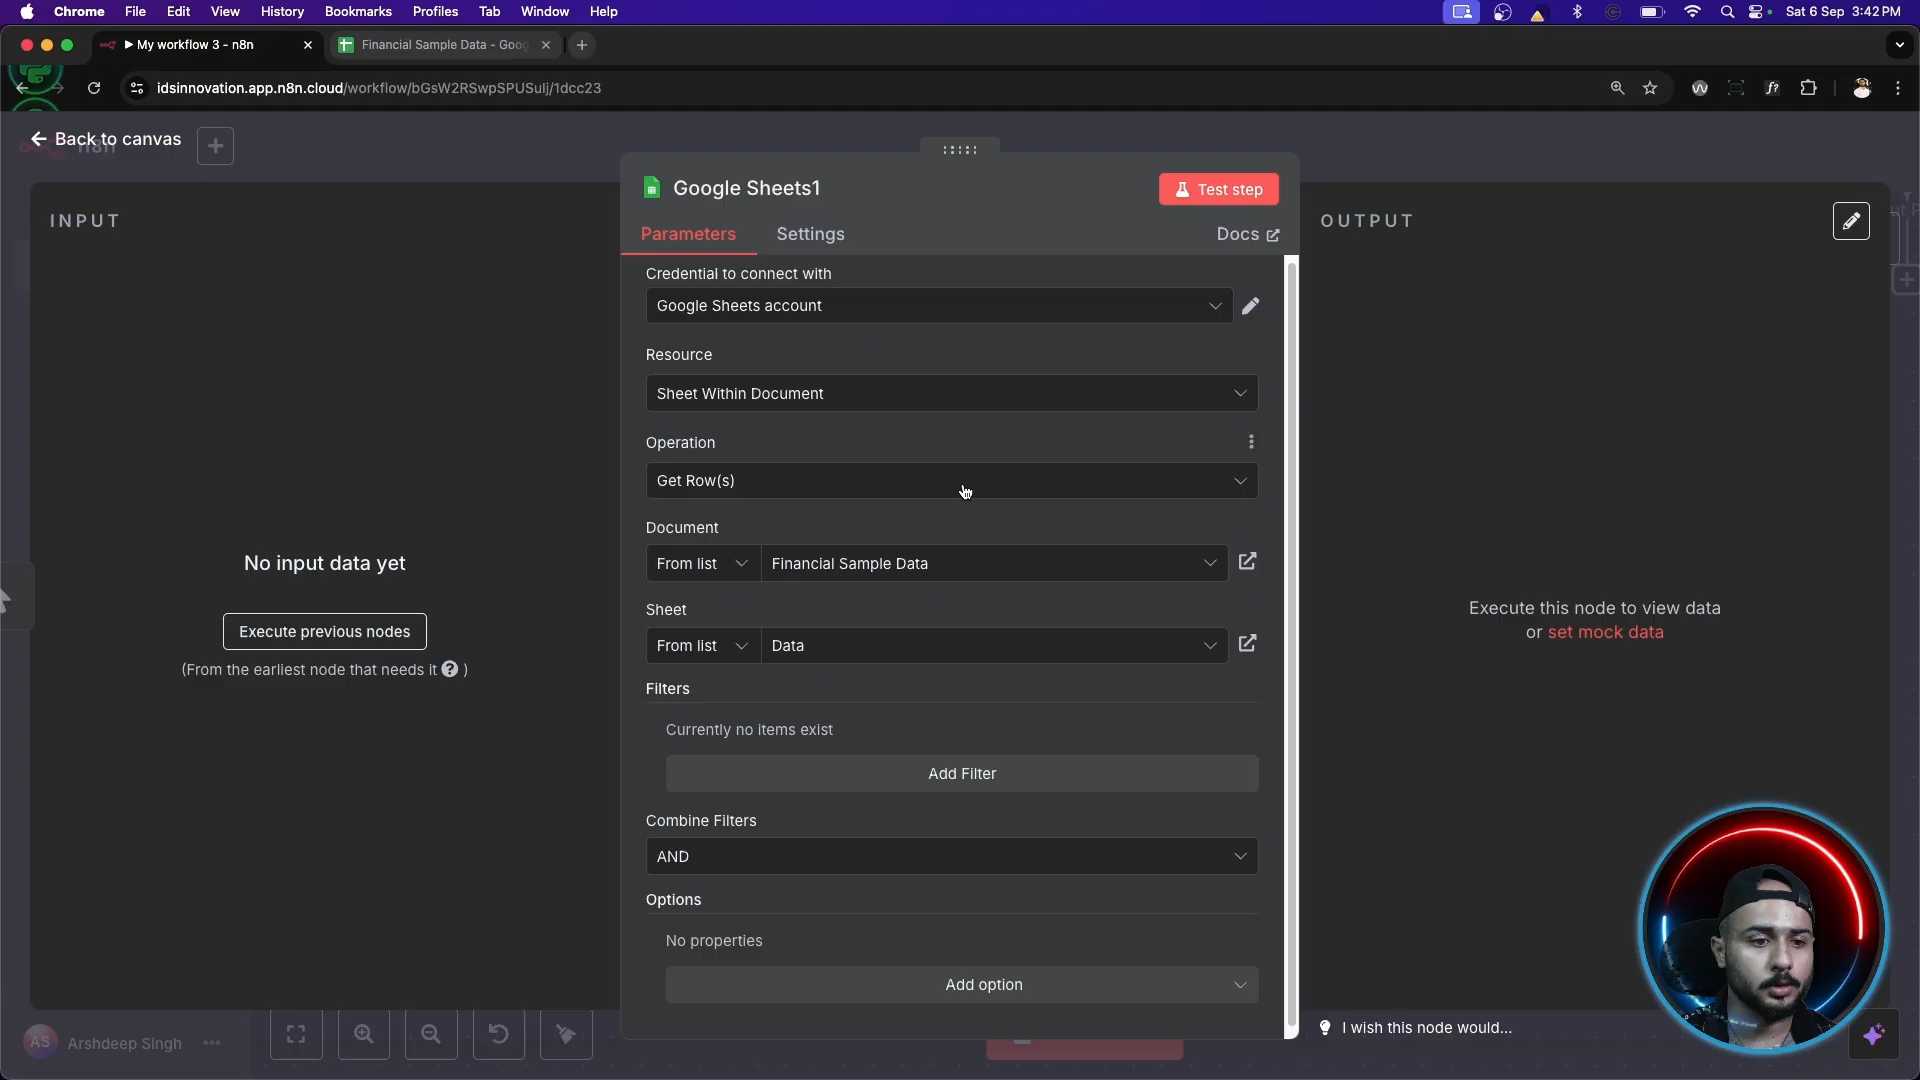 Chrome File Edit View History Bookmarks Profiles Tab Window Help Sat 6 Sep 3:42 PM
My workflow 3 - n8n Financial Sample Data - Goog
idsinnovation.app.n8n.cloud/workflow/bGsW2RSwpSPUSulj/1dcc23
Back to canvas
n8n
Google Sheets1 Test step
INPUT OUTPUT
Parameters Settings Docs
Credential to connect with
Google Sheets account
Resource
Sheet Within Document
Operation
Get Row(s)
Document
From list Financial Sample Data
Sheet
From list Data
No input data yet
Execute previous nodes
(From the earliest node that needs it ? )
Execute this node to view data
or set mock data
Filters
Currently no items exist
Add Filter
Combine Filters
AND
Options
No properties
Add option
AS Arshdeep Singh
I wish this node would...